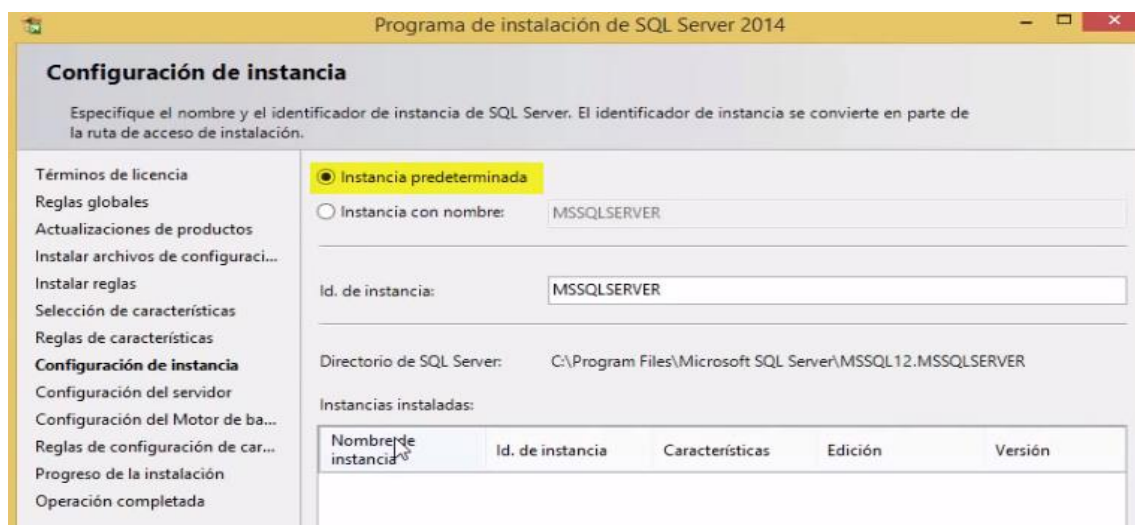 Programa de instalación de SQL Server 2014
Configuración de instancia
Especifique el nombre y el identificador de instancia de SQL Server. El identificador de instancia se convierte en parte de
la ruta de acceso de instalación.
Términos de licencia
Reglas globales
Actualizaciones de productos
Instalar archivos de configuraci...
Instalar reglas
Selección de características
Reglas de características
Configuración de instancia
Configuración del servidor
Configuración del Motor de ba...
Reglas de configuración de car...
Progreso de la instalación
Operación completada
Instancia predeterminada
Instancia con nombre: MSSQLSERVER
Id. de instancia: MSSQLSERVER
Directorio de SQL Server: C:\Program Files\Microsoft SQL Server\MSSQL12.MSSQLSERVER
Instancias instaladas:
Nombre de
instancia
Id. de instancia
Características
Edición
Versión